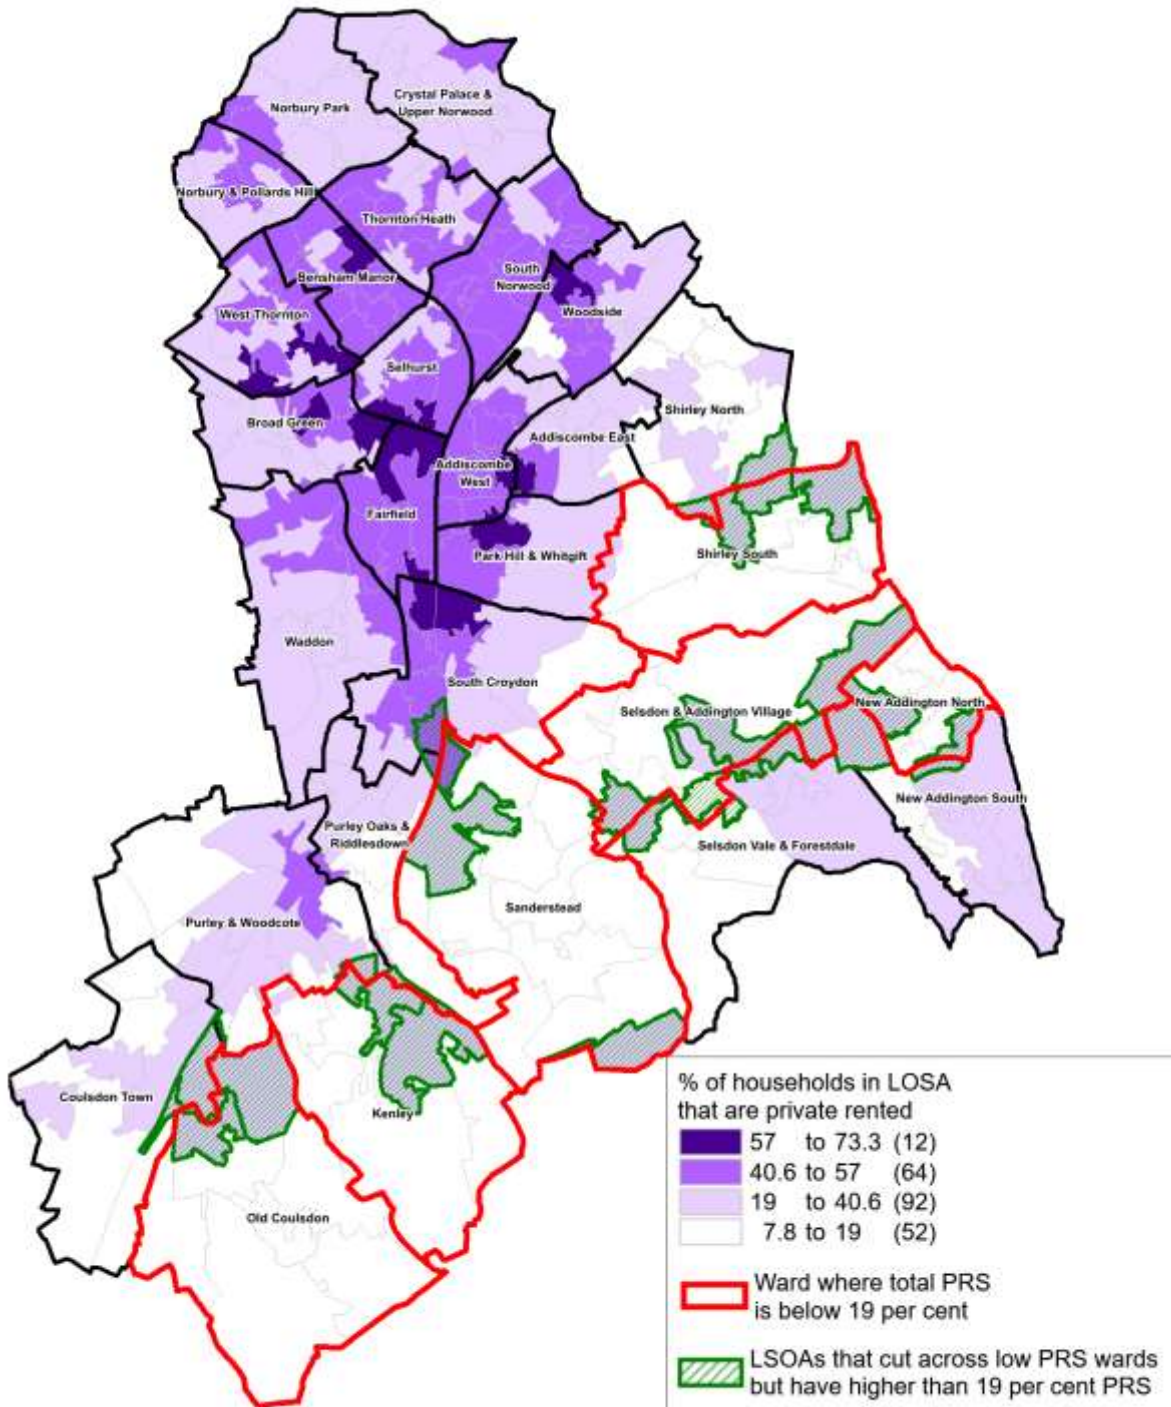 Norbury Park
Crystal Palace &
Upper Norwood
Norbury & Pollards Hill
Thornton Heath
South
Norwood
Bensham Manor
West Thornton
Woodside
Selhurst
Shirley North
Broad Green
Addiscombe East
Addiscombe
West
Fairfield
Park Hill & Whitgift
Shirley South
Waddon
South Croydon
Selsdon & Addington Village
New Addington North
New Addington South
Purley Oaks &
Riddlesdown
Selsdon Vale & Forestdale
Sanderstead
Purley & Woodcote
Coulsdon Town
Kenley
Old Coulsdon
% of households in LOSA
that are private rented
57 to 73.3 (12)
40.6 to 57 (64)
19 to 40.6 (92)
7.8 to 19 (52)
Ward where total PRS
is below 19 per cent
LSOAs that cut across low PRS wards
but have higher than 19 per cent PRS